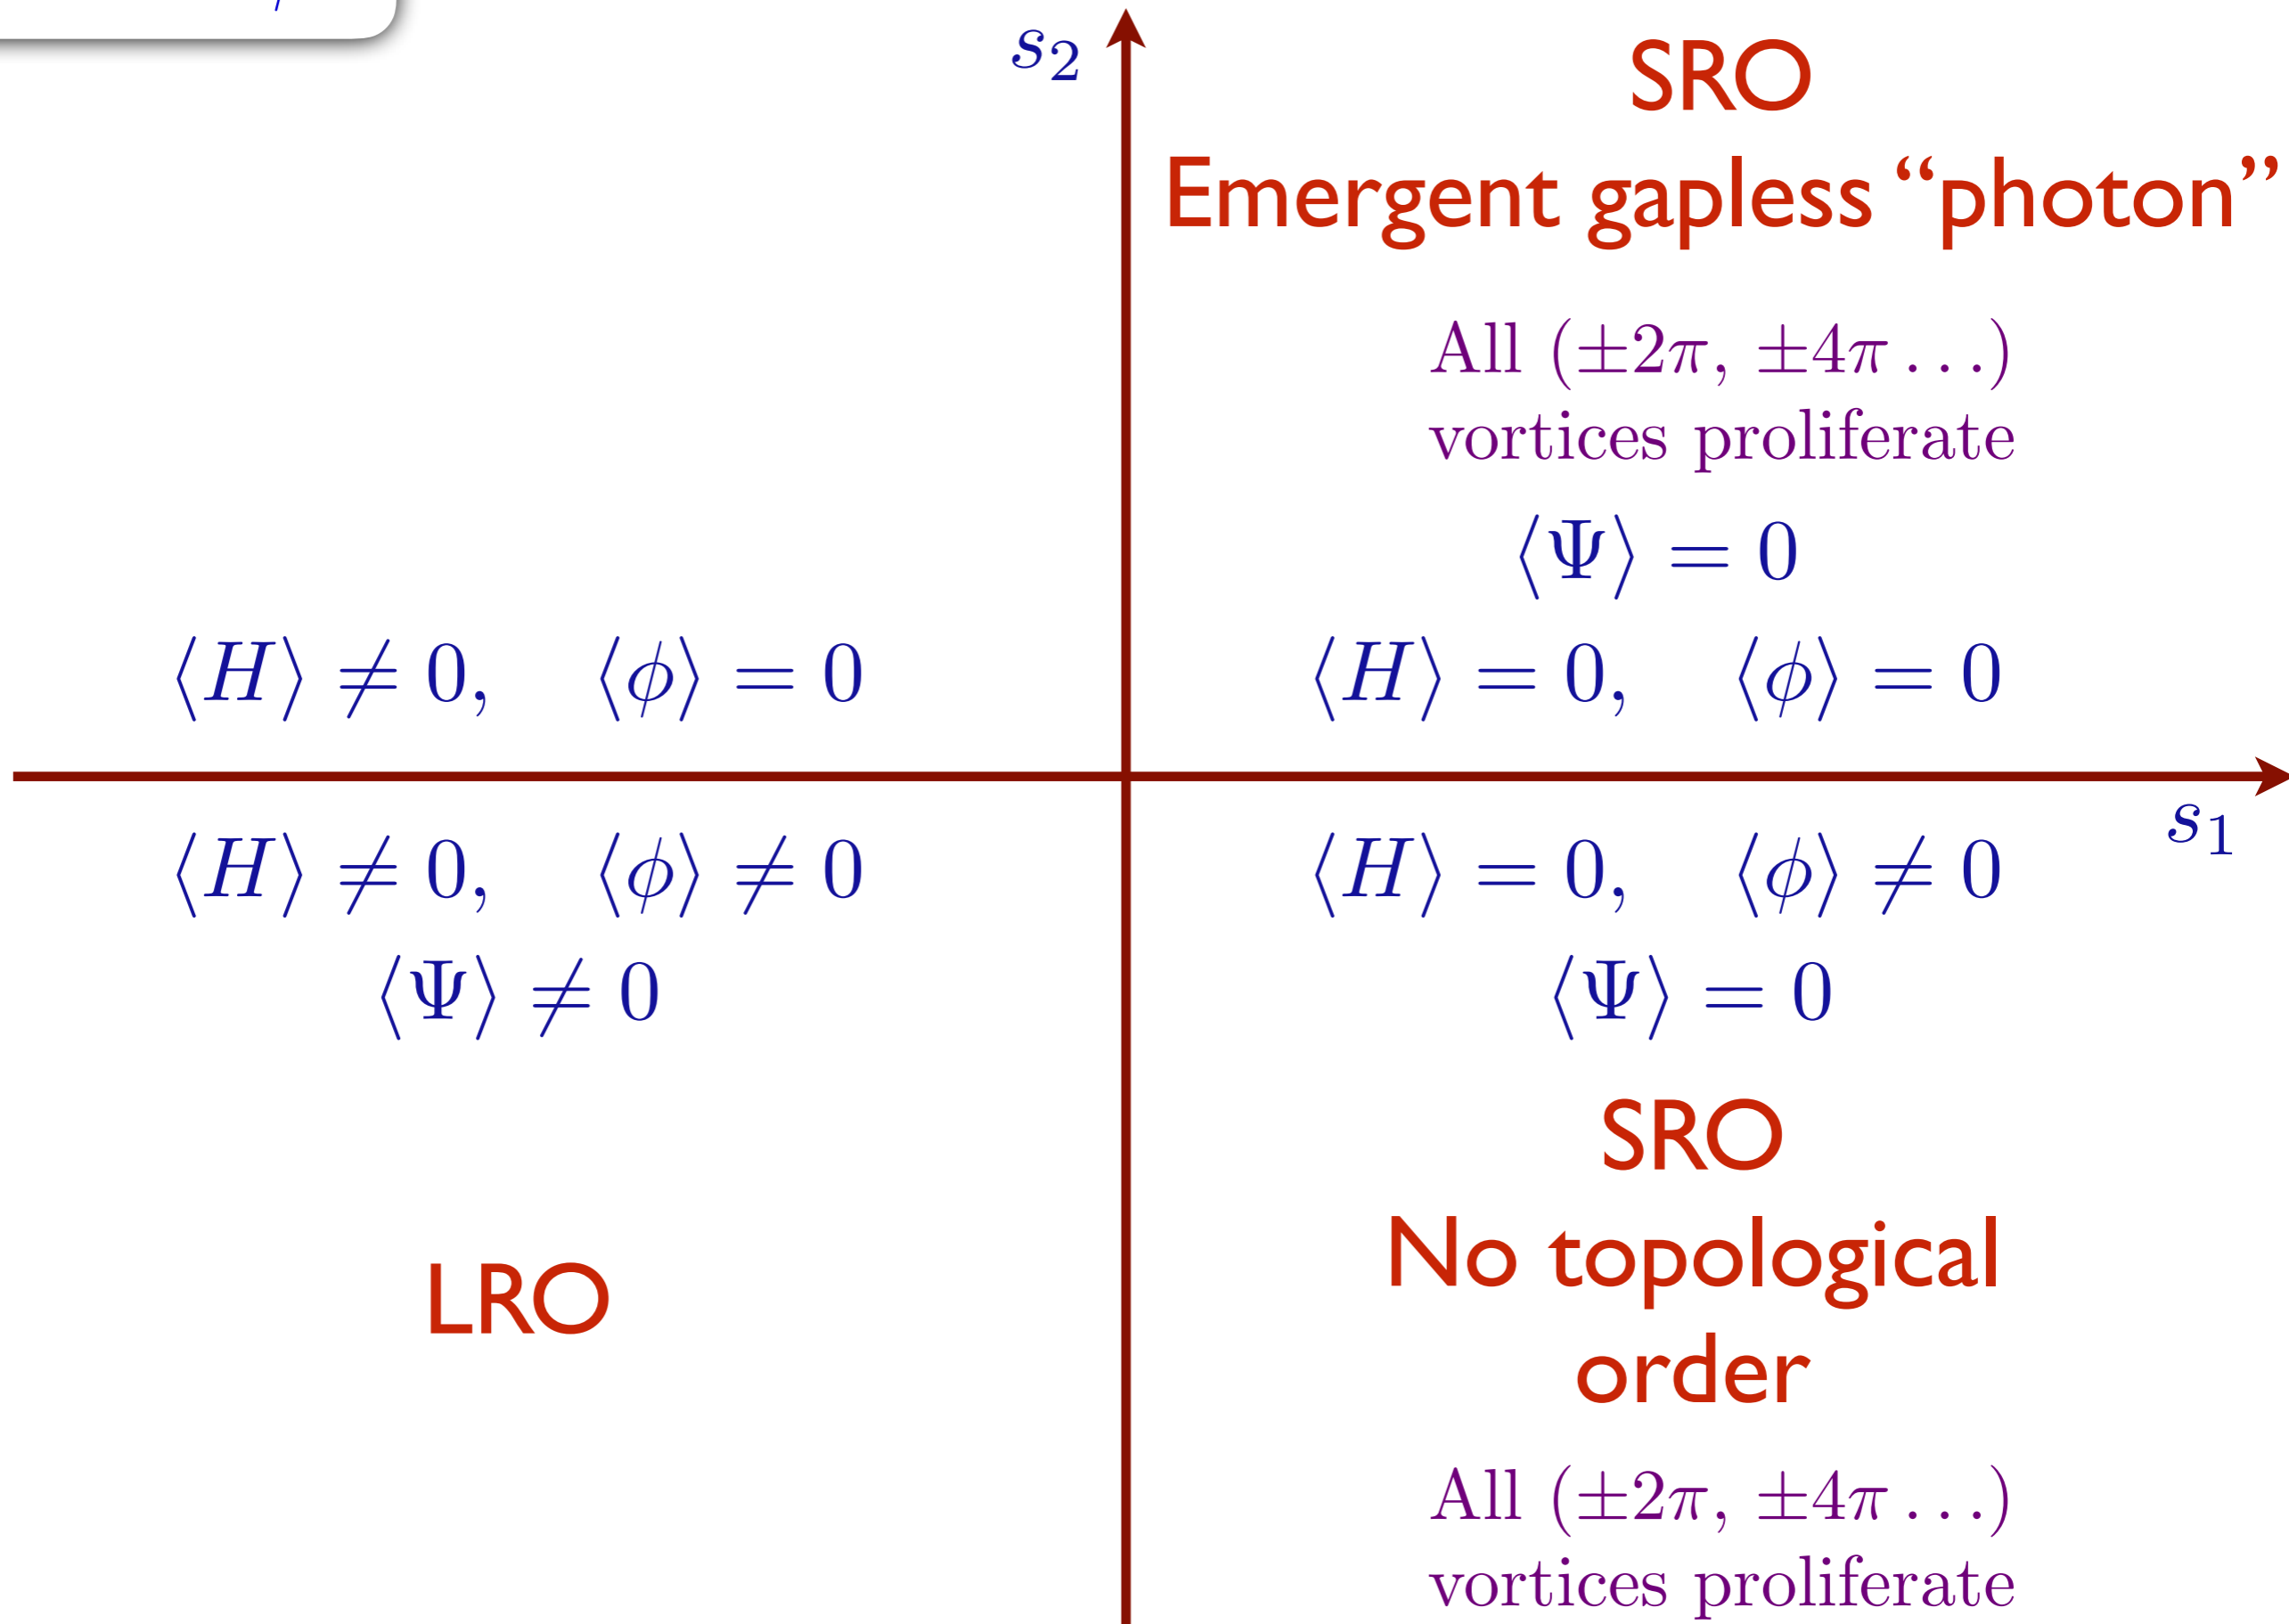 s₂
SRO
Emergent gapless “photon”
All (±2π, ±4π . . .)
vortices proliferate
⟨Ψ⟩ = 0
⟨H⟩ ≠ 0, ⟨ϕ⟩ = 0
⟨H⟩ = 0, ⟨ϕ⟩ = 0
s₁
⟨H⟩ ≠ 0, ⟨ϕ⟩ ≠ 0
⟨H⟩ = 0, ⟨ϕ⟩ ≠ 0
⟨Ψ⟩ ≠ 0
⟨Ψ⟩ = 0
SRO
No topological
order
LRO
All (±2π, ±4π . . .)
vortices proliferate